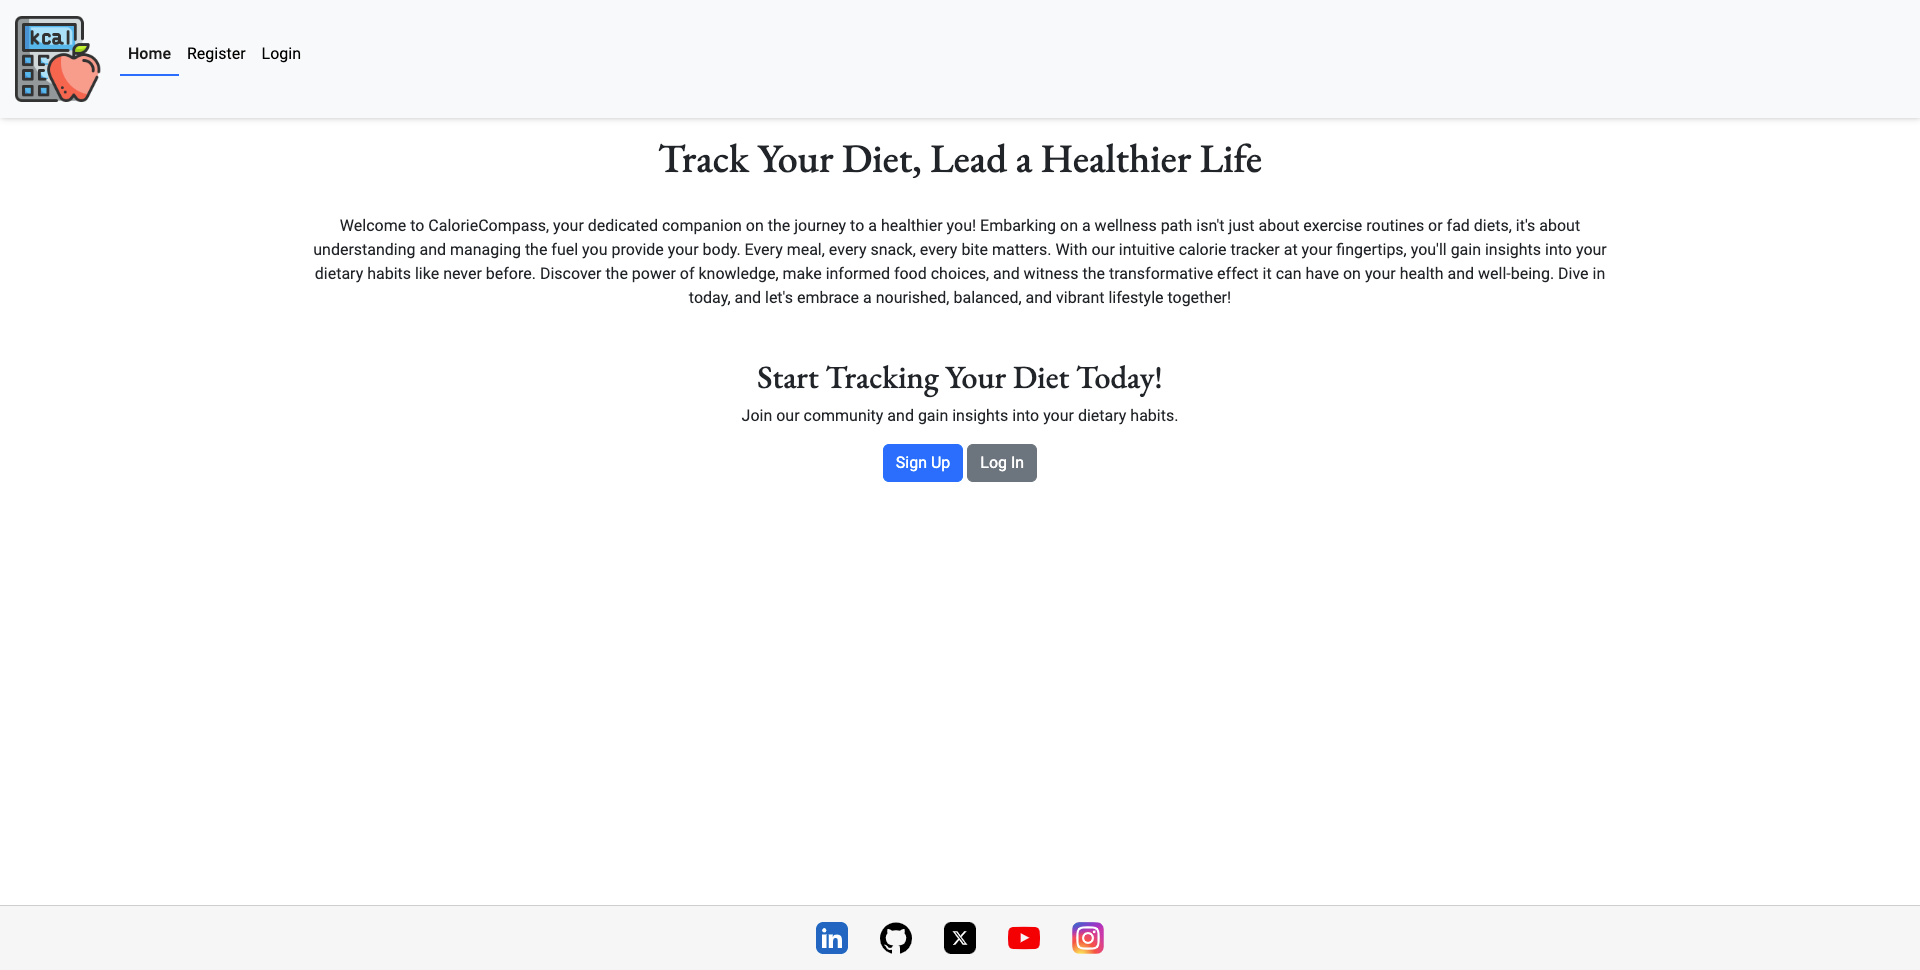 kcal
Home Register Login
Track Your Diet, Lead a Healthier Life
Welcome to CalorieCompass, your dedicated companion on the journey to a healthier you! Embarking on a wellness path isn't just about exercise routines or fad diets, it's about
understanding and managing the fuel you provide your body. Every meal, every snack, every bite matters. With our intuitive calorie tracker at your fingertips, you'll gain insights into your
dietary habits like never before. Discover the power of knowledge, make informed food choices, and witness the transformative effect it can have on your health and well-being. Dive in
today, and let's embrace a nourished, balanced, and vibrant lifestyle together!
Start Tracking Your Diet Today!
Join our community and gain insights into your dietary habits.
Sign Up Log In
in X